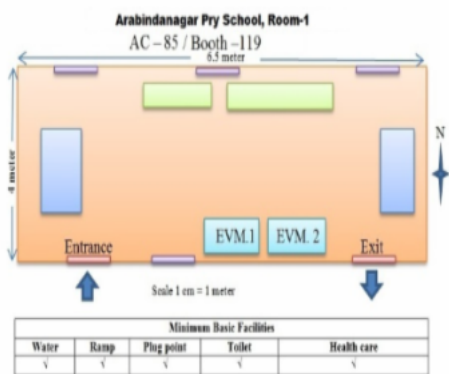 Arabindanagar Pry School, Room-1
AC – 85 / Booth –119
6.5 meter
4 meter
N
EVM.1 EVM. 2
Entrance Exit
Scale 1 cm = 1 meter
Minimum Basic Facilities
Water Ramp Plug point Toilet Health care
√ √ √ √ √